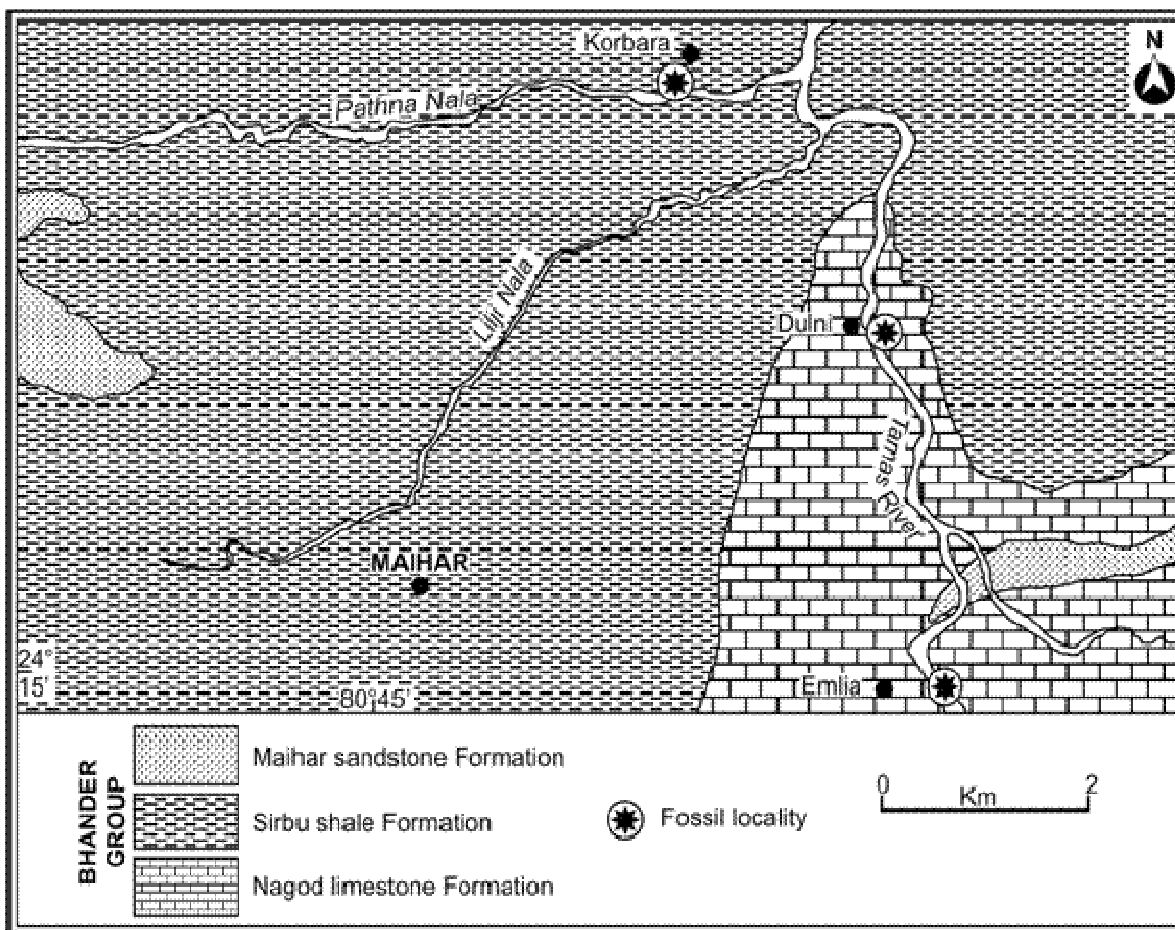 Korbara
N
Pathna Nala
Lilji Nala
Dulni
Tamas River
MAIHAR
24°
15'
80°45'
Emlia
BHANDER
GROUP
Maihar sandstone Formation
Sirbu shale Formation
Nagod limestone Formation
Fossil locality
0 2
Km